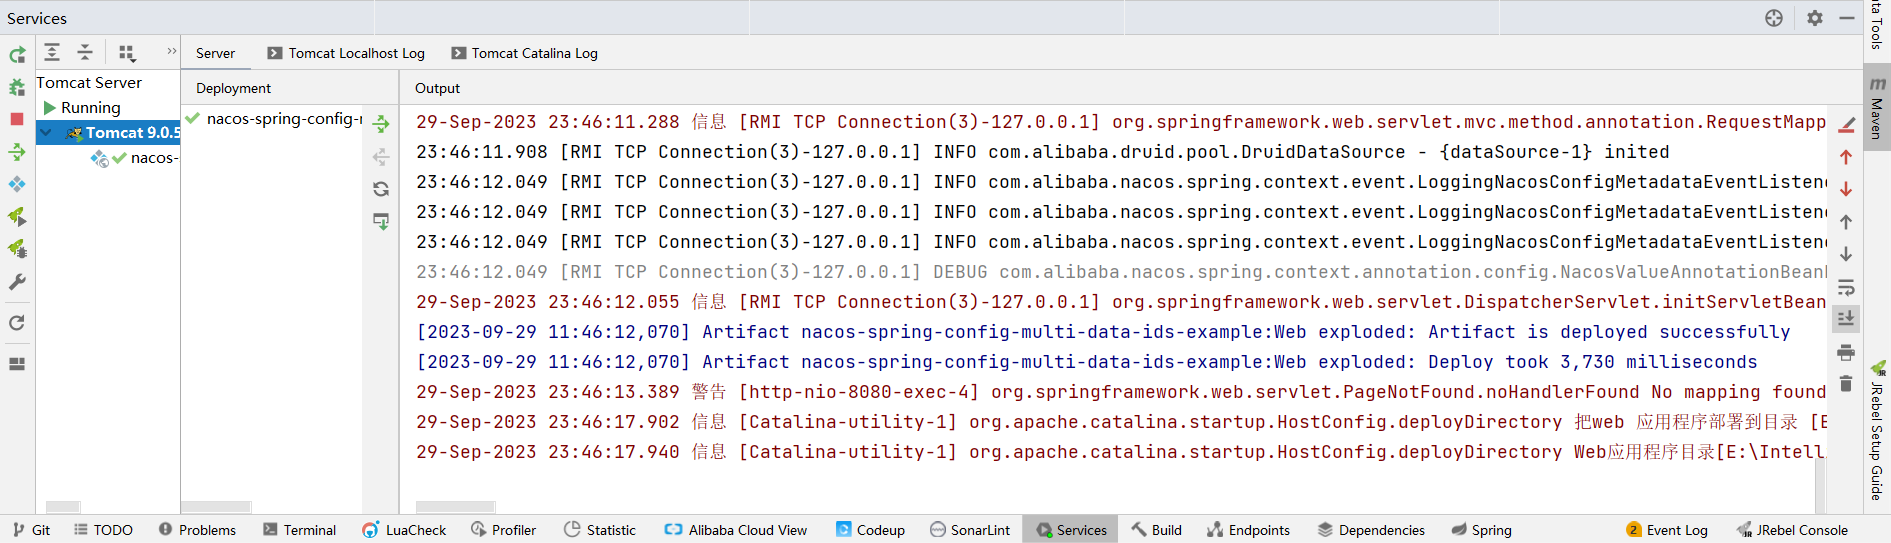 Services
Server
Tomcat Localhost Log
Tomcat Catalina Log
Tomcat Server
Running
Tomcat 9.0.5
nacos-
Deployment
nacos-spring-config-r
Output
29-Sep-2023 23:46:11.288 信息 [RMI TCP Connection(3)-127.0.0.1] org.springframework.web.servlet.mvc.method.annotation.RequestMapp
23:46:11.908 [RMI TCP Connection(3)-127.0.0.1] INFO com.alibaba.druid.pool.DruidDataSource - {dataSource-1} inited
23:46:12.049 [RMI TCP Connection(3)-127.0.0.1] INFO com.alibaba.nacos.spring.context.event.LoggingNacosConfigMetadataEventListene
23:46:12.049 [RMI TCP Connection(3)-127.0.0.1] INFO com.alibaba.nacos.spring.context.event.LoggingNacosConfigMetadataEventListene
23:46:12.049 [RMI TCP Connection(3)-127.0.0.1] INFO com.alibaba.nacos.spring.context.event.LoggingNacosConfigMetadataEventListene
23:46:12.049 [RMI TCP Connection(3)-127.0.0.1] DEBUG com.alibaba.nacos.spring.context.annotation.config.NacosValueAnnotationBean
29-Sep-2023 23:46:12.055 信息 [RMI TCP Connection(3)-127.0.0.1] org.springframework.web.servlet.DispatcherServlet.initServletBean
[2023-09-29 11:46:12,070] Artifact nacos-spring-config-multi-data-ids-example:Web exploded: Artifact is deployed successfully
[2023-09-29 11:46:12,070] Artifact nacos-spring-config-multi-data-ids-example:Web exploded: Deploy took 3,730 milliseconds
29-Sep-2023 23:46:13.389 警告 [http-nio-8080-exec-4] org.springframework.web.servlet.PageNotFound.noHandlerFound No mapping found
29-Sep-2023 23:46:17.902 信息 [Catalina-utility-1] org.apache.catalina.startup.HostConfig.deployDirectory 把web 应用程序部署到目录 [E
29-Sep-2023 23:46:17.940 信息 [Catalina-utility-1] org.apache.catalina.startup.HostConfig.deployDirectory Web应用程序目录[E:\Intell
ata Tools
m Maven
JRebel Setup Guide
Git
TODO
Problems
Terminal
LuaCheck
Profiler
Statistic
Alibaba Cloud View
Codeup
SonarLint
Services
Build
Endpoints
Dependencies
Spring
2 Event Log
JRebel Console